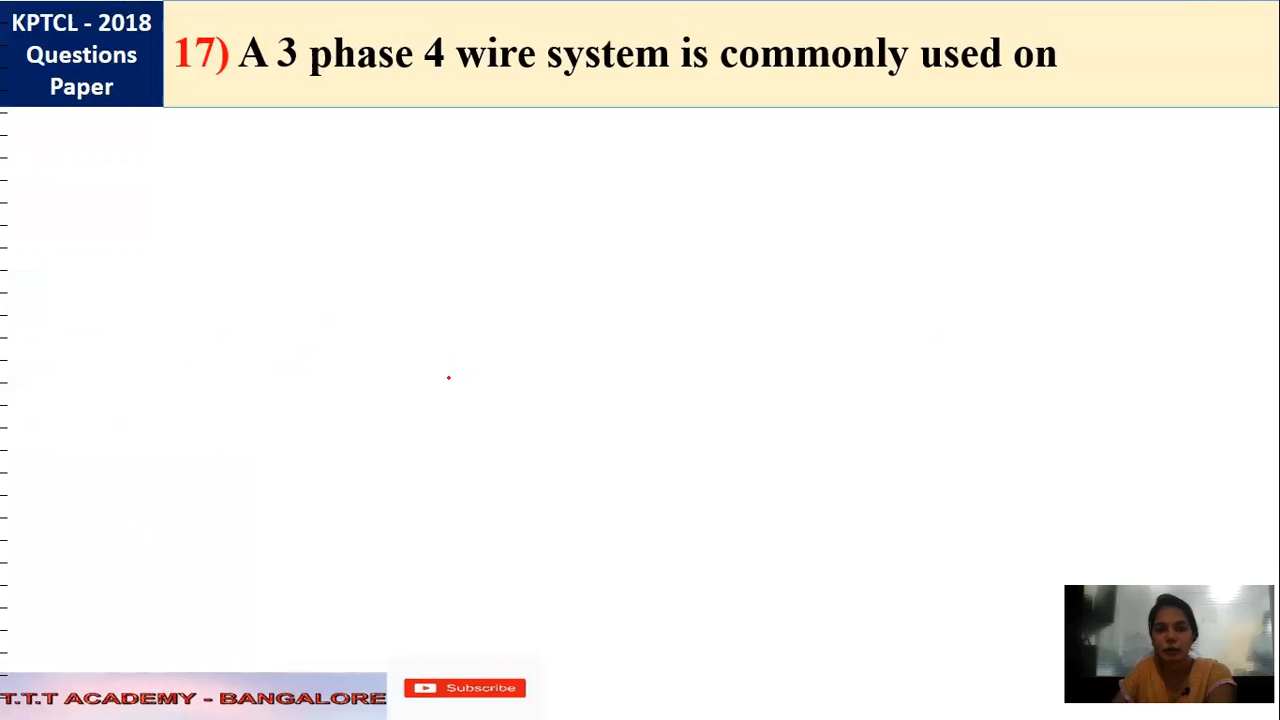 KPTCL - 2018
Questions
Paper
17) A 3 phase 4 wire system is commonly used on
T.T.T ACADEMY - BANGALORE
Subscribe